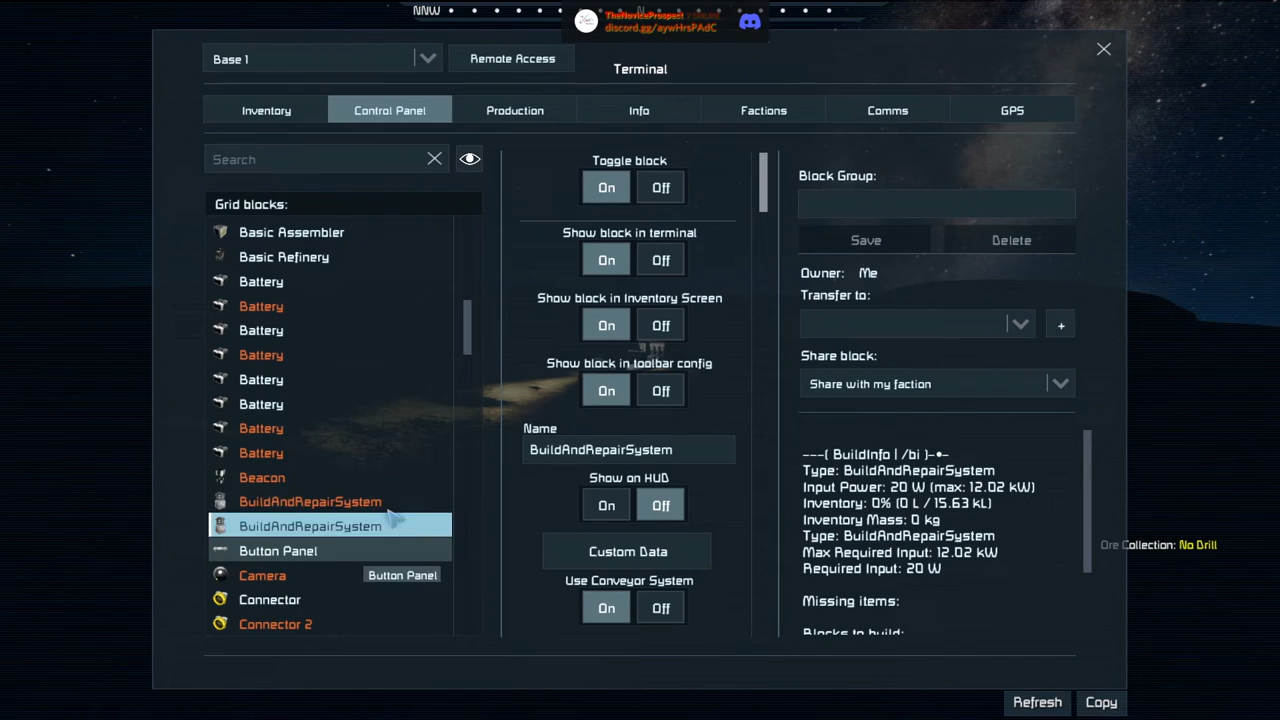 NNW
TheNoviceProspect
discord.gg/aywHrsPAdC
Base 1
Remote Access
Terminal
Inventory
Control Panel
Production
Info
Factions
Comms
GPS
Search
Grid blocks:
Basic Assembler
Basic Refinery
Battery
Battery
Battery
Battery
Battery
Battery
Battery
Battery
Beacon
BuildAndRepairSystem
BuildAndRepairSystem
Button Panel
Camera
Button Panel
Connector
Connector 2
Toggle block
On Off
Show block in terminal
On Off
Show block in Inventory Screen
On Off
Show block in toolbar config
On Off
Name
BuildAndRepairSystem
Show on HUD
On Off
Custom Data
Use Conveyor System
On Off
Block Group:
Save Delete
Owner: Me
Transfer to:
+
Share block:
Share with my faction
---( BuildInfo | /bi )-•-
Type: BuildAndRepairSystem
Input Power: 20 W (max: 12.02 kW)
Inventory: 0% (0 L / 15.63 kL)
Inventory Mass: 0 kg
Type: BuildAndRepairSystem
Max Required Input: 12.02 kW
Required Input: 20 W
Missing items:
Blocks to build:
Ore Collection: No Drill
Refresh
Copy